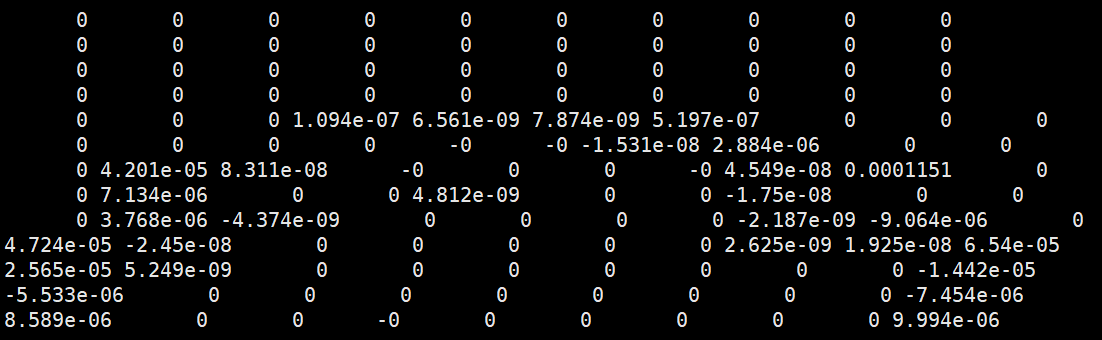 0 0 0 0 0 0 0 0 0 0
0 0 0 0 0 0 0 0 0 0
0 0 0 0 0 0 0 0 0 0
0 0 0 0 0 0 0 0 0 0
0 0 0 1.094e-07 6.561e-09 7.874e-09 5.197e-07 0 0 0
0 0 0 0 -0 -0 -1.531e-08 2.884e-06 0 0
0 4.201e-05 8.311e-08 -0 0 0 -0 4.549e-08 0.0001151 0
0 7.134e-06 0 0 4.812e-09 0 0 -1.75e-08 0 0
0 3.768e-06 -4.374e-09 0 0 0 0 -2.187e-09 -9.064e-06 0
4.724e-05 -2.45e-08 0 0 0 0 0 2.625e-09 1.925e-08 6.54e-05
2.565e-05 5.249e-09 0 0 0 0 0 0 0 -1.442e-05
-5.533e-06 0 0 0 0 0 0 0 0 -7.454e-06
8.589e-06 0 0 -0 0 0 0 0 0 9.994e-06